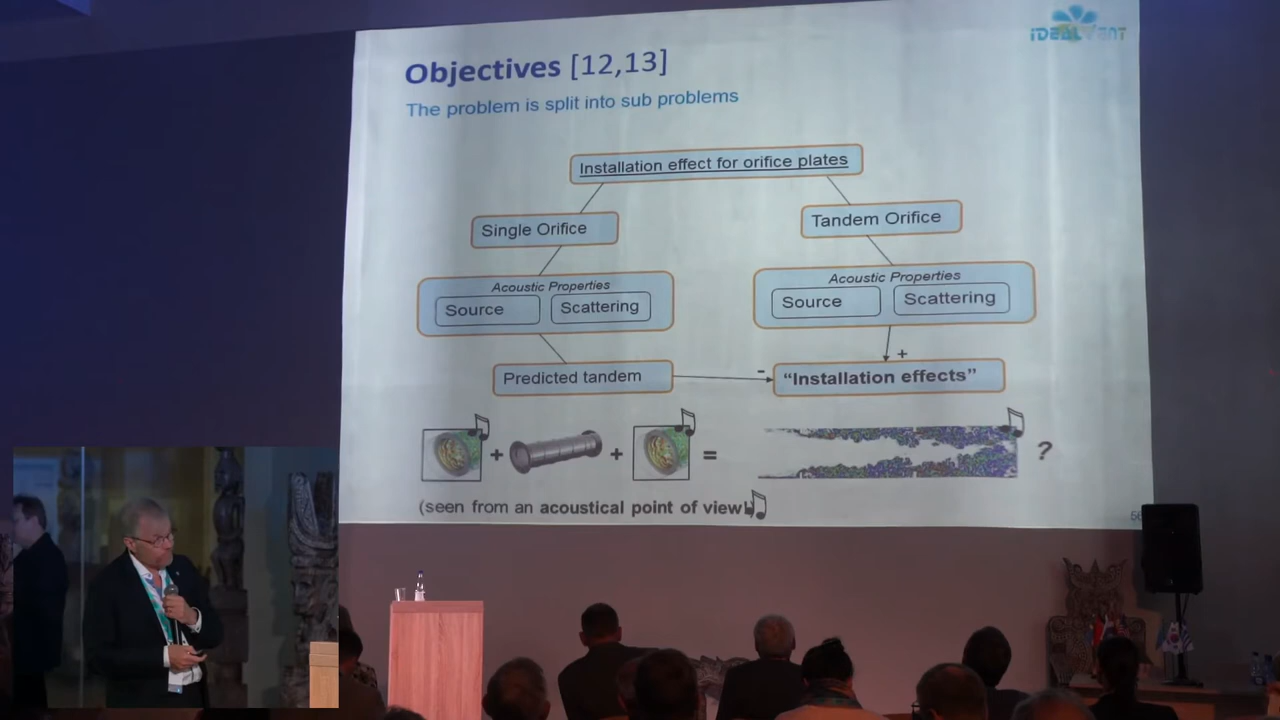 IDEALVENT
Objectives [12,13]
The problem is split into sub problems
Installation effect for orifice plates
Single Orifice
Tandem Orifice
Acoustic Properties
Source
Scattering
Acoustic Properties
Source
Scattering
+
Predicted tandem
-
“Installation effects”
+
+
=
?
(seen from an acoustical point of view)